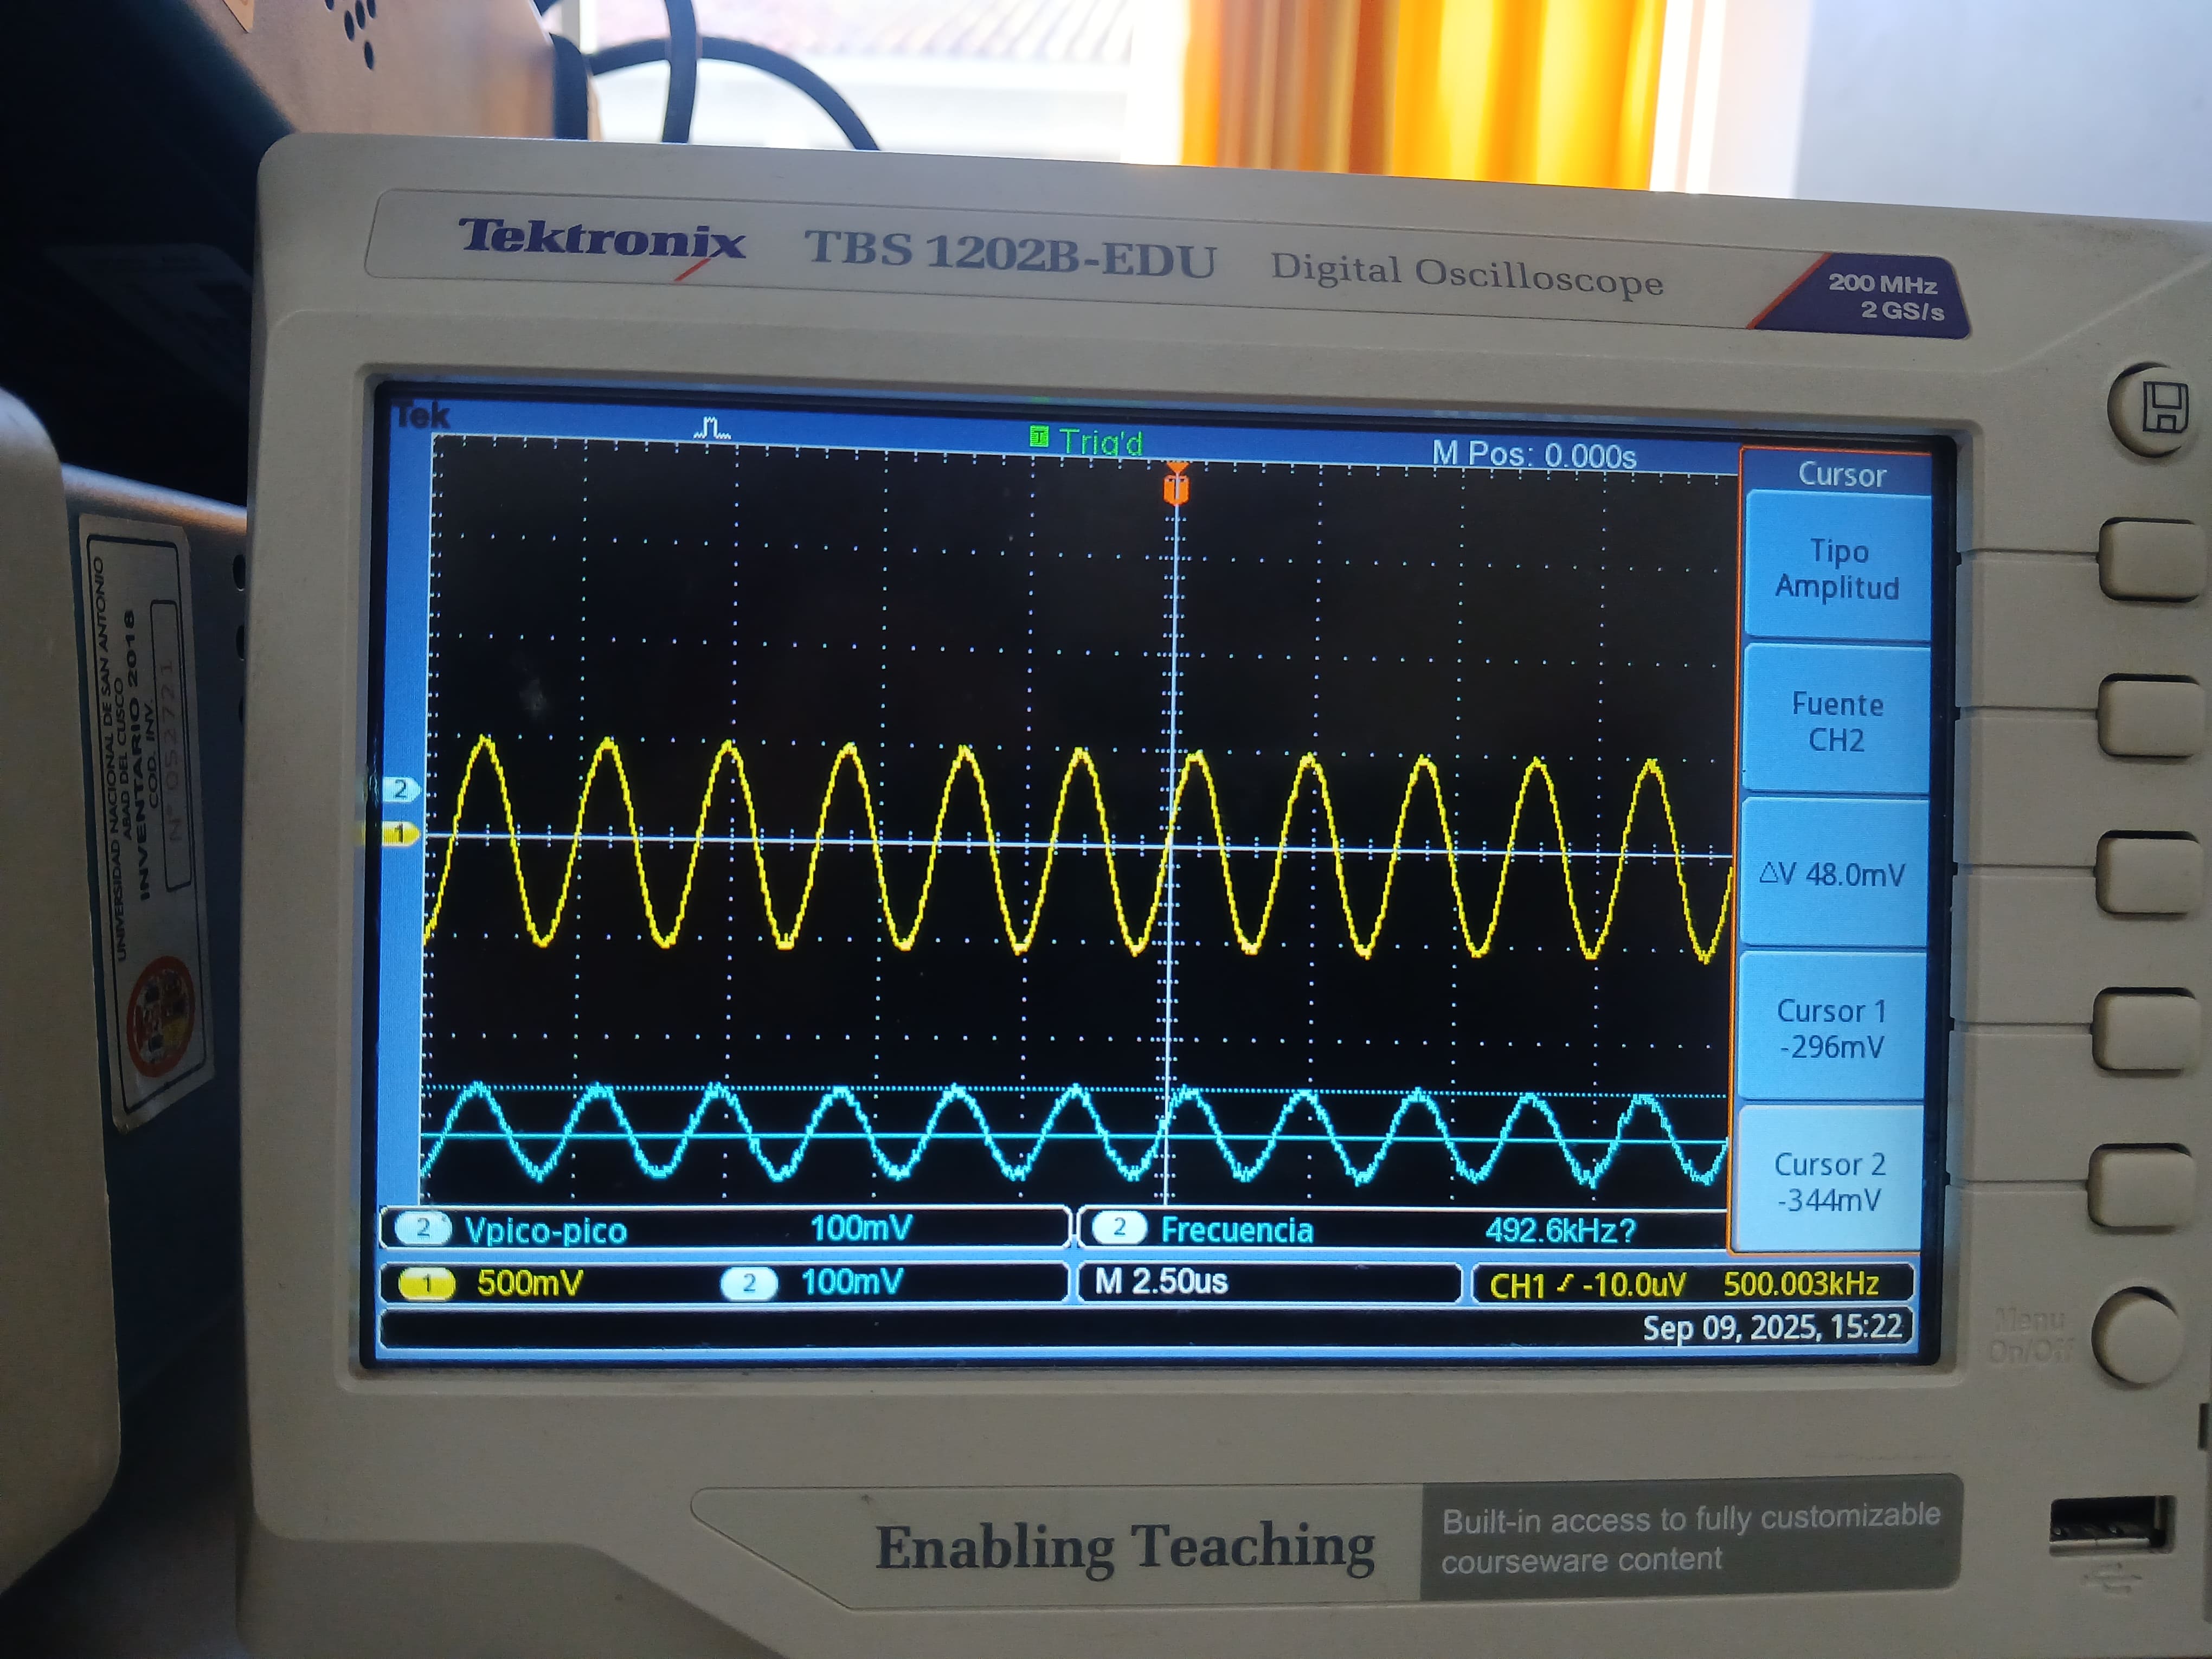 Tektronix TBS 1202B-EDU Digital Oscilloscope
200 MHz
2 GS/s
Tek
T Trig'd
M Pos: 0.000s
T
Cursor
Tipo
Amplitud
Fuente
CH2
△V 48.0mV
Cursor 1
-296mV
Cursor 2
-344mV
2
1
2 Vpico-pico 100mV
2 Frecuencia 492.6kHz?
1 500mV 2 100mV
M 2.50us
CH1 -10.0uV 500.003kHz
Sep 09, 2025, 15:22
Menu
On/Off
Enabling Teaching
Built-in access to fully customizable
courseware content
UNIVERSIDAD NACIONAL DE SAN ANTONIO
ABAD DEL CUSCO
INVENTARIO 2018
COD. INV.
N° 052721